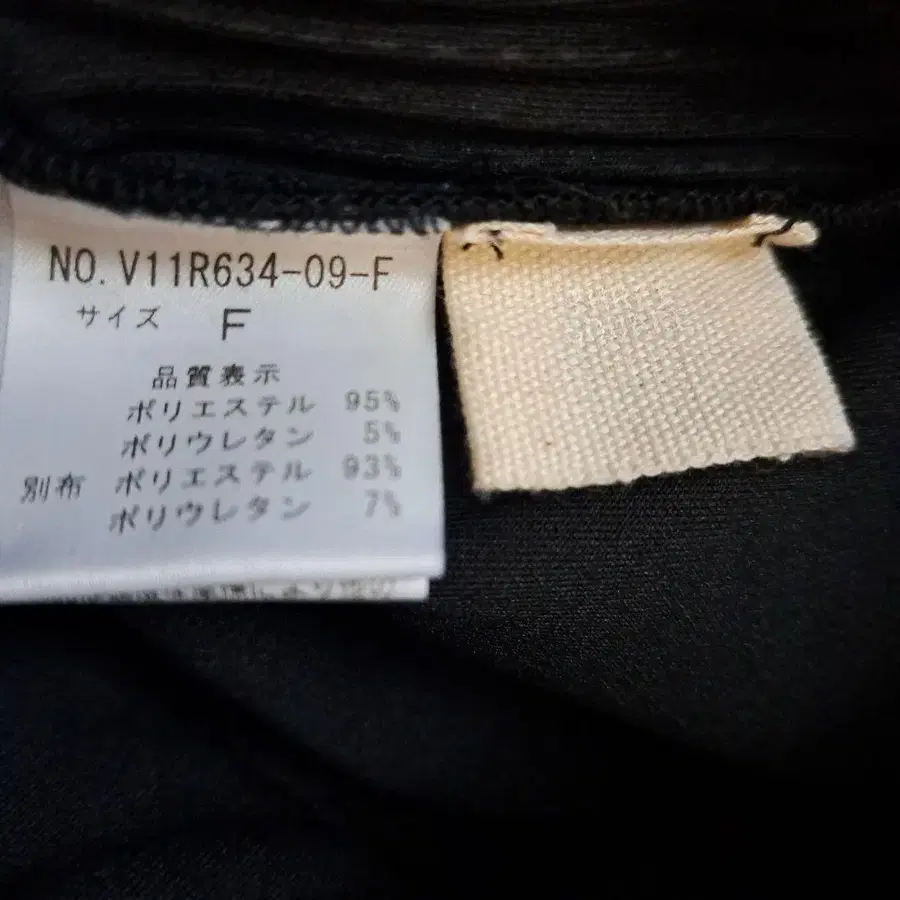 NO. V11R634-09-F
サイズ F
品質表示
ポリエステル 95%
ポリウレタン 5%
別布 ポリエステル 93%
ポリウレタン 7%